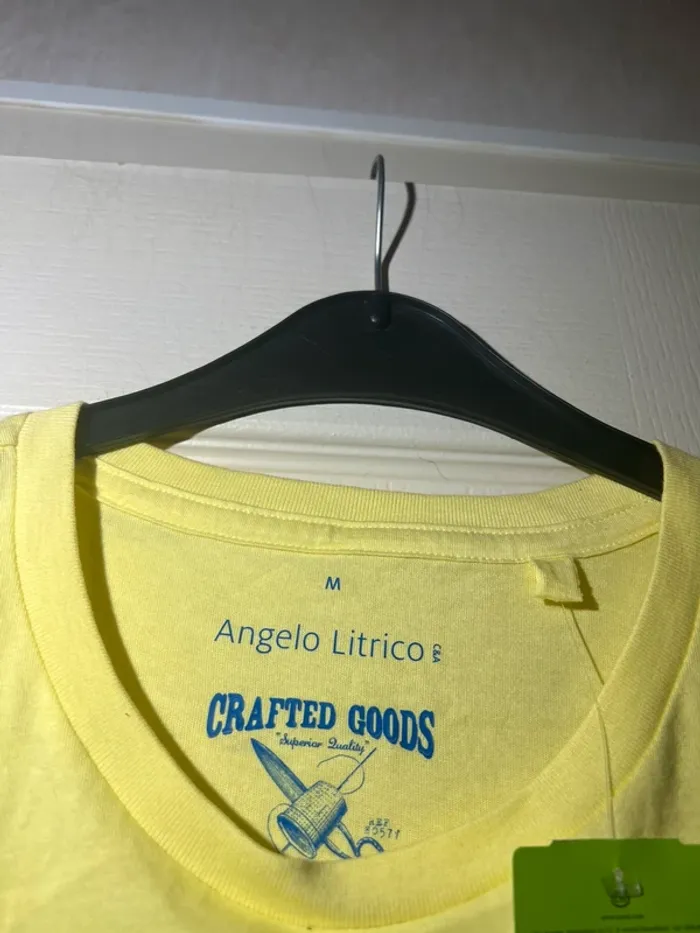 M
Angelo Litrico C&A
CRAFTED GOODS
"Superior Quality"